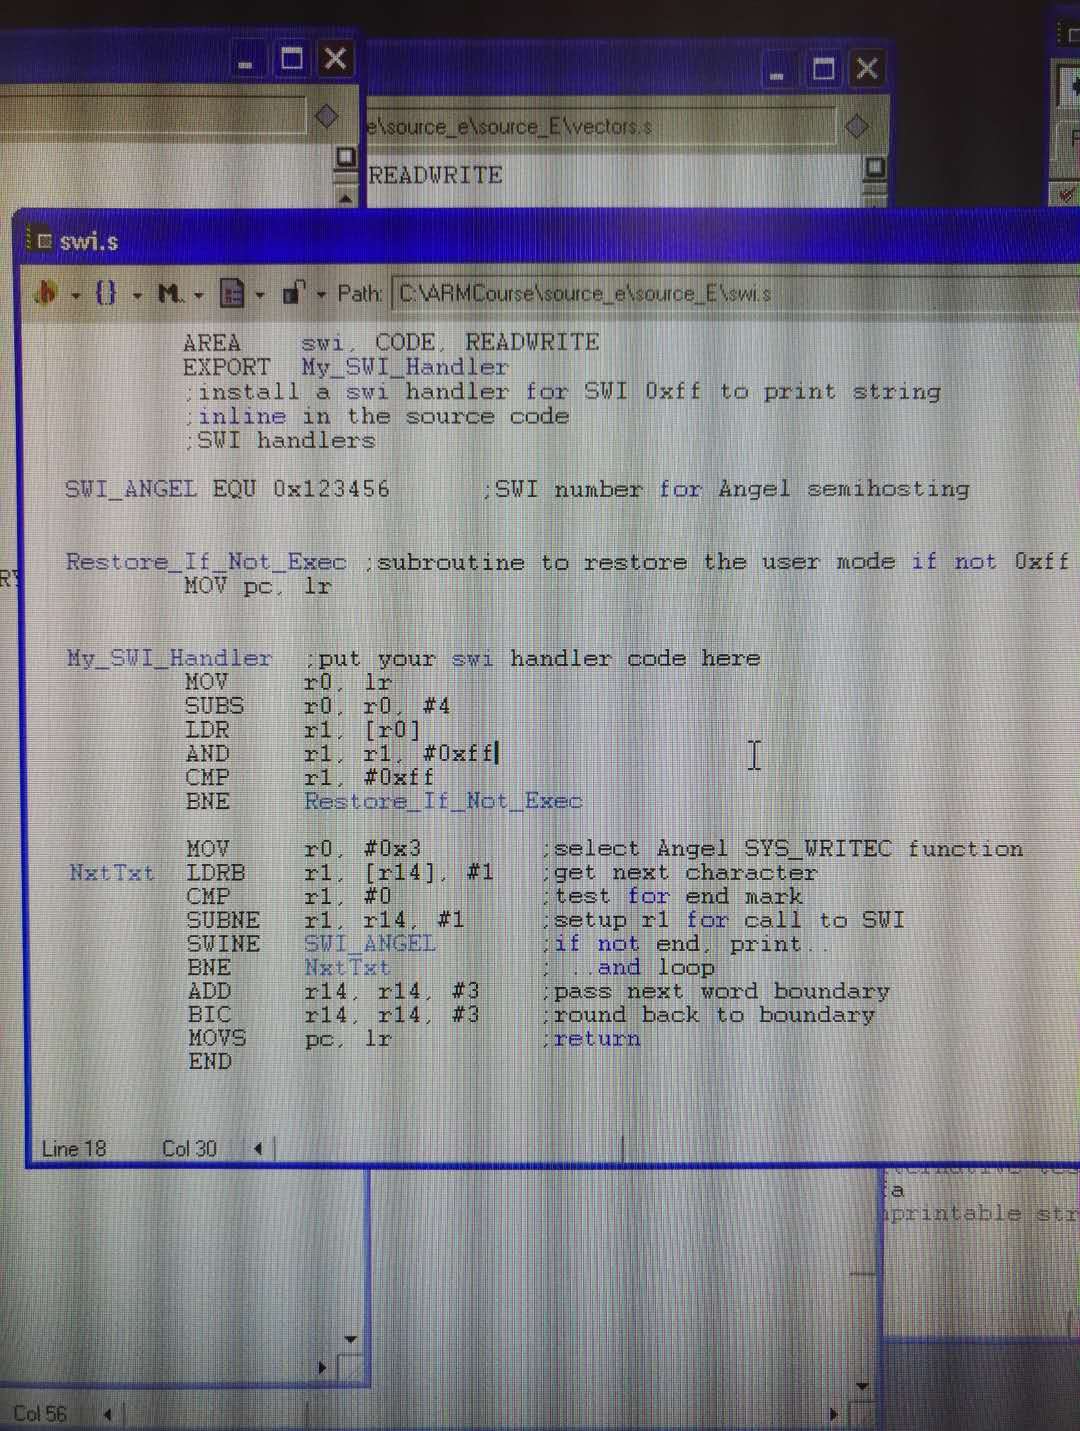 e\source_e\source_E\vectors.s
READWRITE
swi.s
M. Path: C:\ARMCourse\source_e\source_E\swi.s
AREA swi, CODE, READWRITE
EXPORT My_SWI_Handler
;install a swi handler for SWI 0xff to print string
;inline in the source code
;SWI handlers
SWI_ANGEL EQU 0x123456 ;SWI number for Angel semihosting
Restore_If_Not_Exec ;subroutine to restore the user mode if not 0xff
MOV pc, lr
My_SWI_Handler ;put your swi handler code here
MOV r0, lr
SUBS r0, r0, #4
LDR r1, [r0]
AND r1, r1, #0xff
CMP r1, #0xff
BNE Restore_If_Not_Exec
MOV r0, #0x3 ;select Angel SYS_WRITEC function
NxtTxt LDRB r1, [r14], #1 ;get next character
CMP r1, #0 ;test for end mark
SUBNE r1, r14, #1 ;setup r1 for call to SWI
SWINE SWI_ANGEL ;if not end, print..
BNE NxtTxt ; ..and loop
ADD r14, r14, #3 ;pass next word boundary
BIC r14, r14, #3 ;round back to boundary
MOVS pc, lr ;return
END
Line 18 Col 30
a
printable str
Col 56